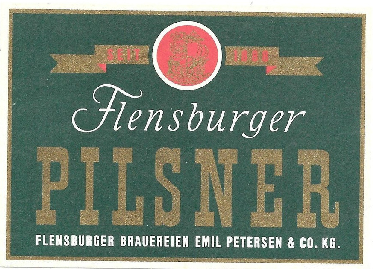 Flensburger
PILSNER
FLENSBURGER BRAUEREIEN EMIL PETERSEN & CO. KG.